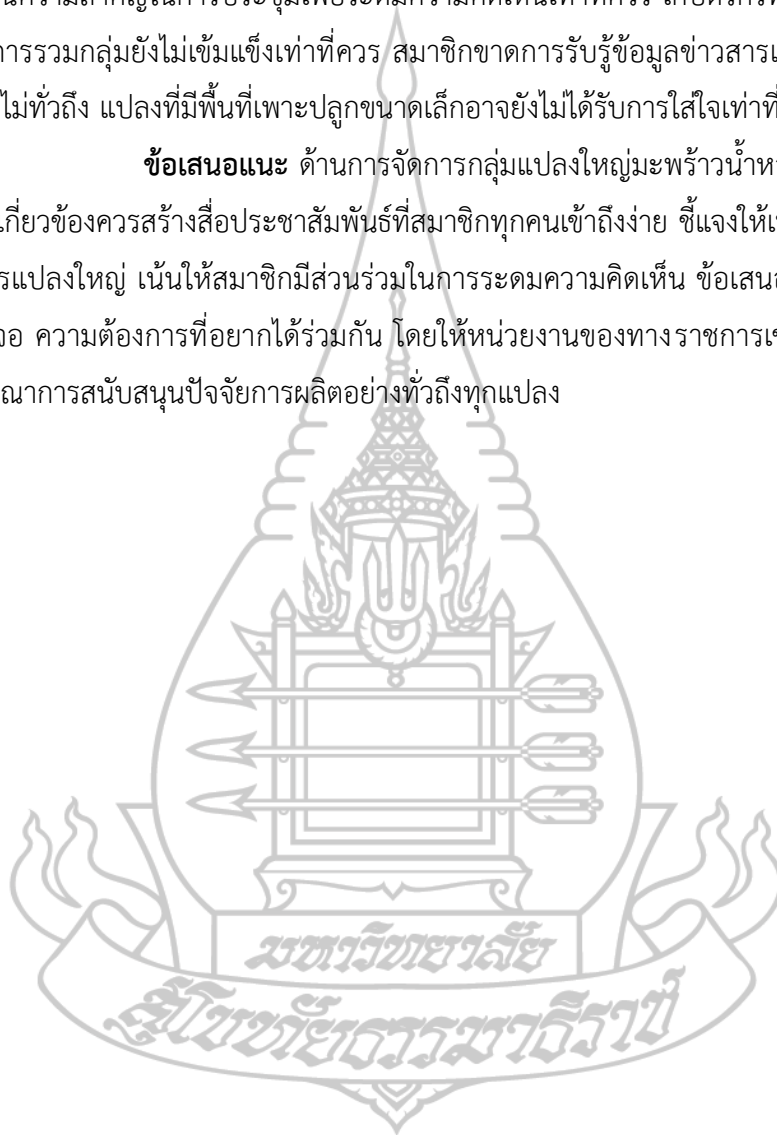 การรวมกลุ่มยังไม่เข้มแข็งเท่าที่ควร สมาชิกขาดการรับรู้ข้อมูลข่าวสาร
ไม่ทั่วถึง แปลงที่มีพื้นที่เพาะปลูกขนาดเล็กอาจยังไม่ได้รับการใส่ใจเท่าที่
ข้อเสนอแนะ ด้านการจัดการกลุ่มแปลงใหญ่มะพร้าวน้ำห
เกี่ยวข้องควรสร้างสื่อประชาสัมพันธ์ที่สมาชิกทุกคนเข้าถึงง่าย ชี้แจงให้
รแปลงใหญ่ เน้นให้สมาชิกมีส่วนร่วมในการระดมความคิดเห็น ข้อเสนอ
จอ ความต้องการที่อยากได้ร่วมกัน โดยให้หน่วยงานของทางราชการเข
ณาการสนับสนุนปัจจัยการผลิตอย่างทั่วถึงทุกแปลง
มหาวิทยาลัย
สุโขทัยธรรมาธิราช